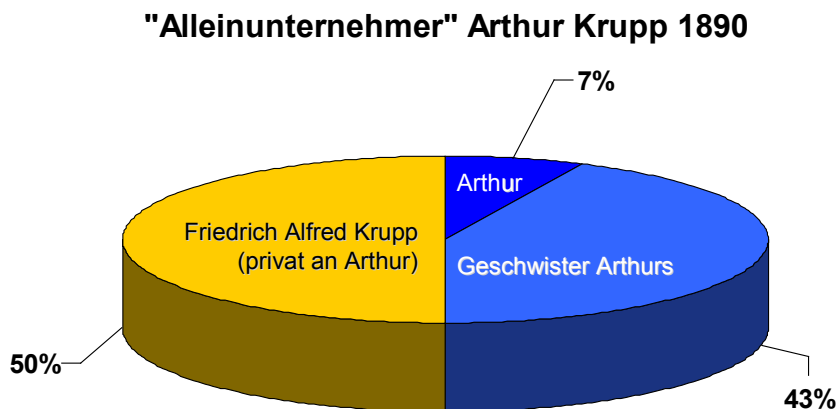 "Alleinunternehmer" Arthur Krupp 1890
7%
Arthur
Friedrich Alfred Krupp
(privat an Arthur)
Geschwister Arthurs
50%
43%